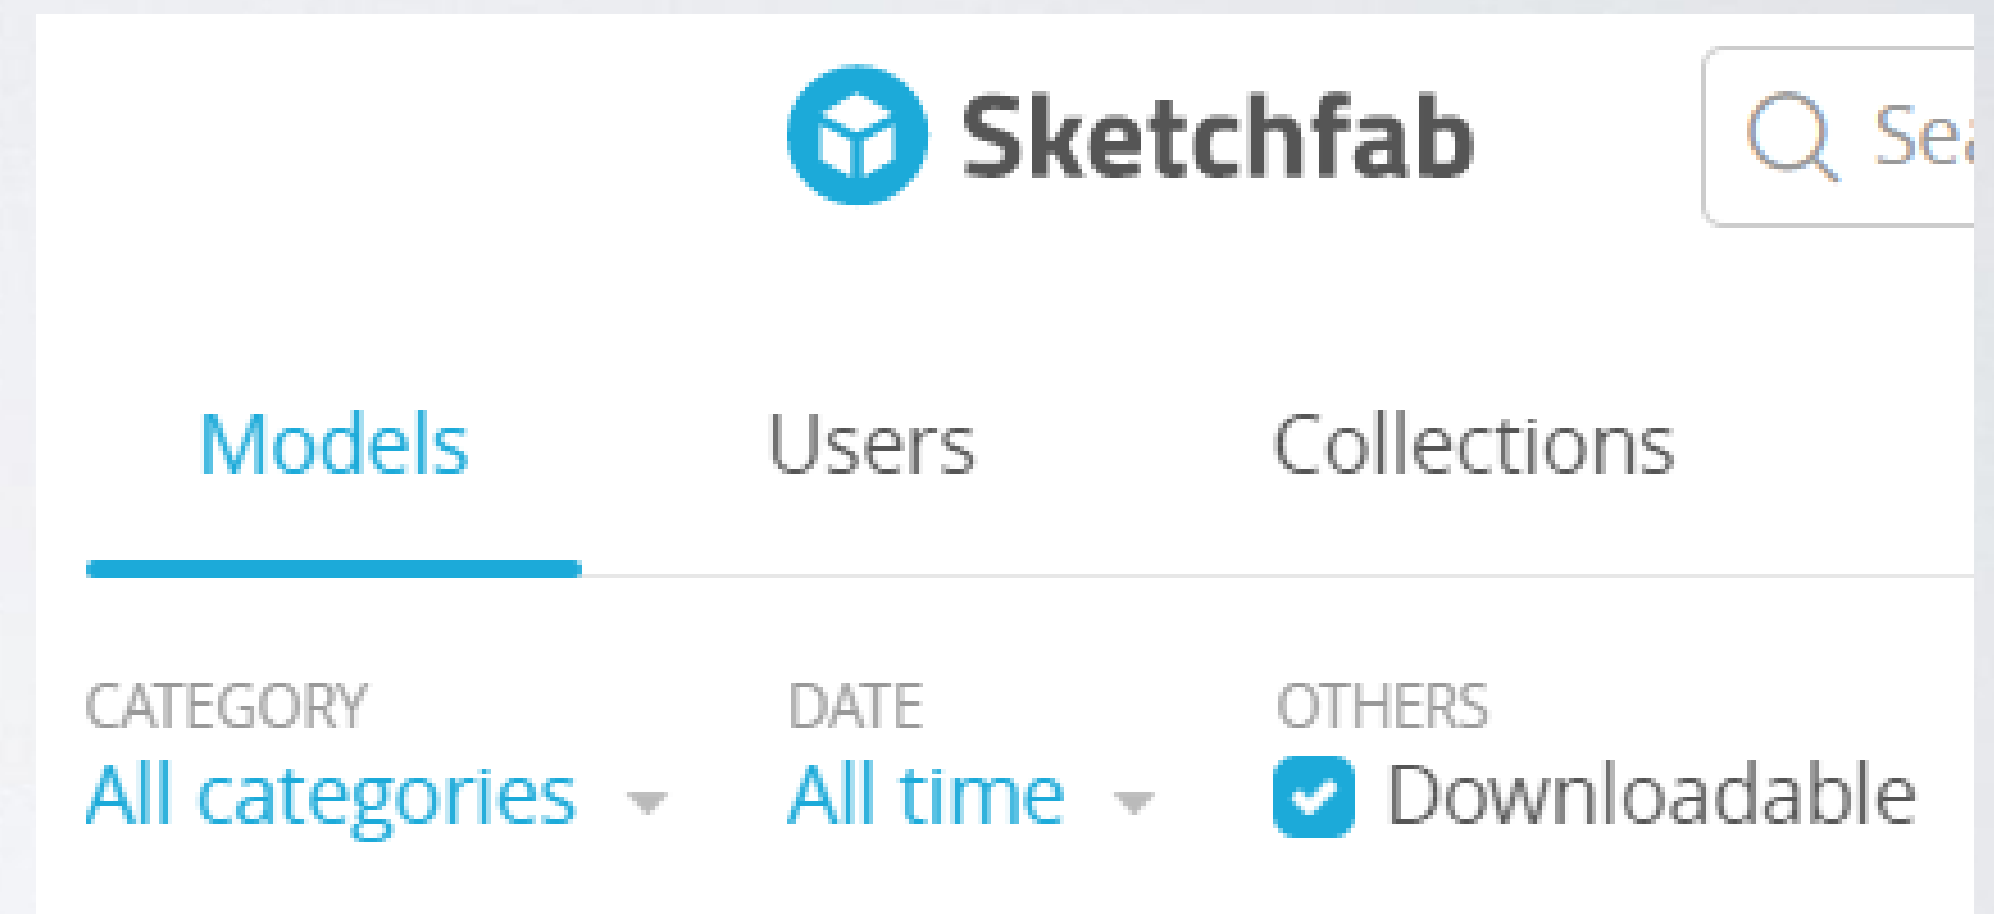 Sketchfab
Models Users Collections
CATEGORY DATE OTHERS
All categories All time Downloadable